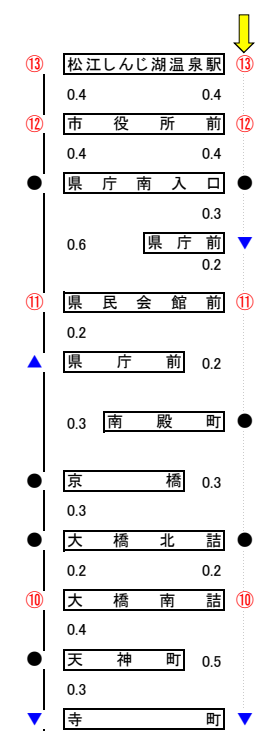 ⑬ 松江しんじ湖温泉駅 ⑬
0.4 0.4
⑫ 市役所前 ⑫
0.4 0.4
県庁南入口
0.3
0.6 県庁前
0.2
⑪ 県民会館前 ⑪
0.2
県庁前 0.2
0.3 南殿町
京橋 0.3
0.3
大橋北詰
0.2 0.2
⑩ 大橋南詰 ⑩
0.4
天神町 0.5
0.3
寺町